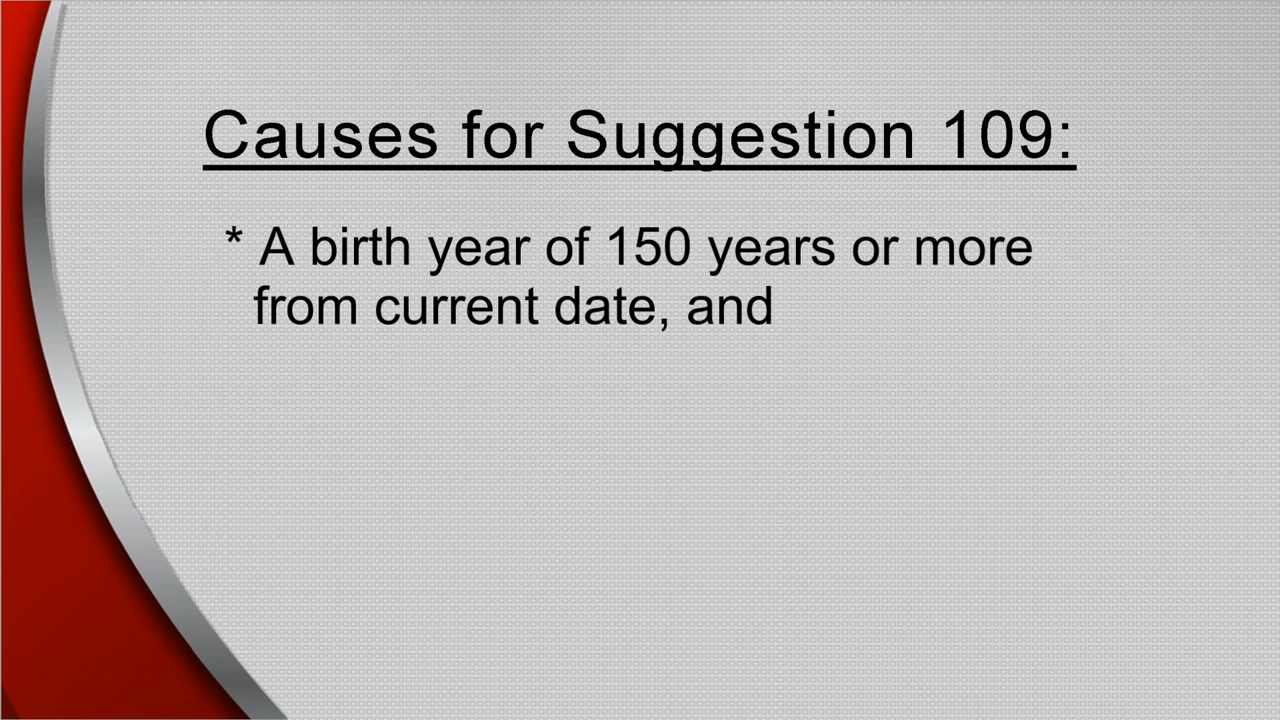 Causes for Suggestion 109:
* A birth year of 150 years or more
from current date, and